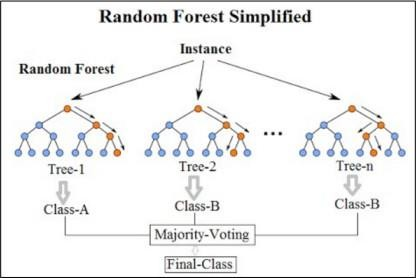 Random Forest Simplified
Instance
Random Forest
...
Tree-1 Tree-2 Tree-n
Class-A Class-B Class-B
Majority-Voting
Final-Class